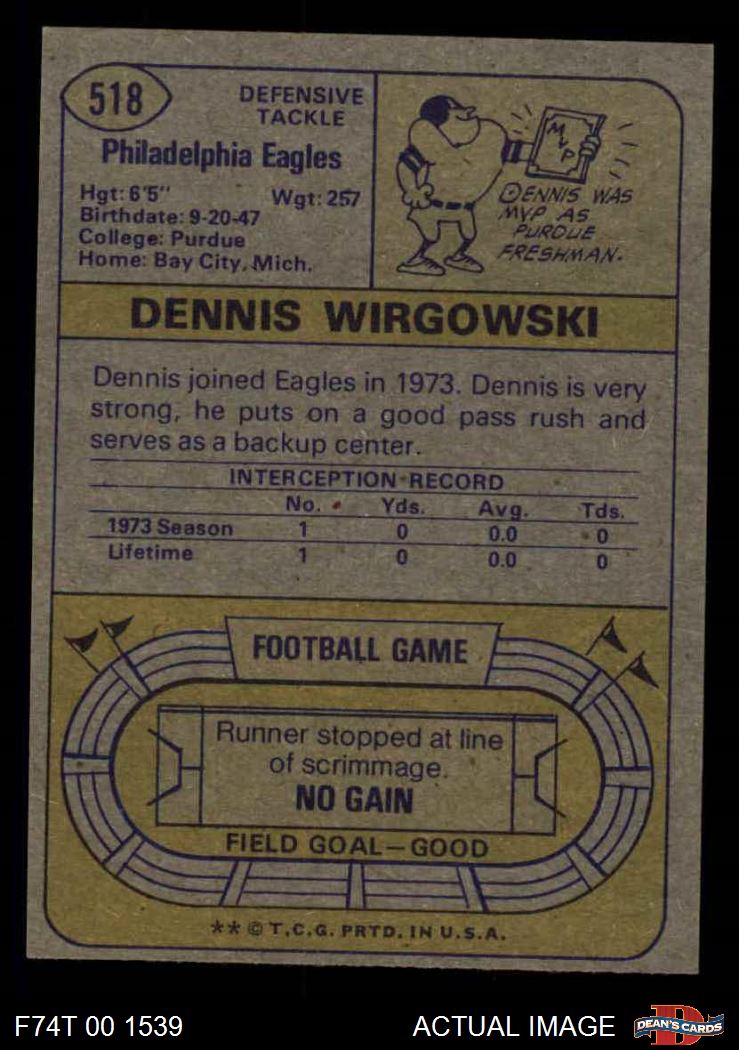 518
DEFENSIVE
TACKLE
Philadelphia Eagles
Hgt: 6'5" Wgt: 257
Birthdate: 9-20-47
College: Purdue
Home: Bay City, Mich.
MVP
DENNIS WAS
MVP AS
PURDUE
FRESHMAN.
DENNIS WIRGOWSKI
Dennis joined Eagles in 1973. Dennis is very
strong, he puts on a good pass rush and
serves as a backup center.
INTERCEPTION RECORD
No. Yds. Avg. Tds.
1973 Season 1 0 0.0 0
Lifetime 1 0 0.0 0
FOOTBALL GAME
Runner stopped at line
of scrimmage.
NO GAIN
FIELD GOAL—GOOD
** © T.C.G. PRTD. IN U.S.A.
F74T 00 1539 ACTUAL IMAGE
DEAN'S CARDS